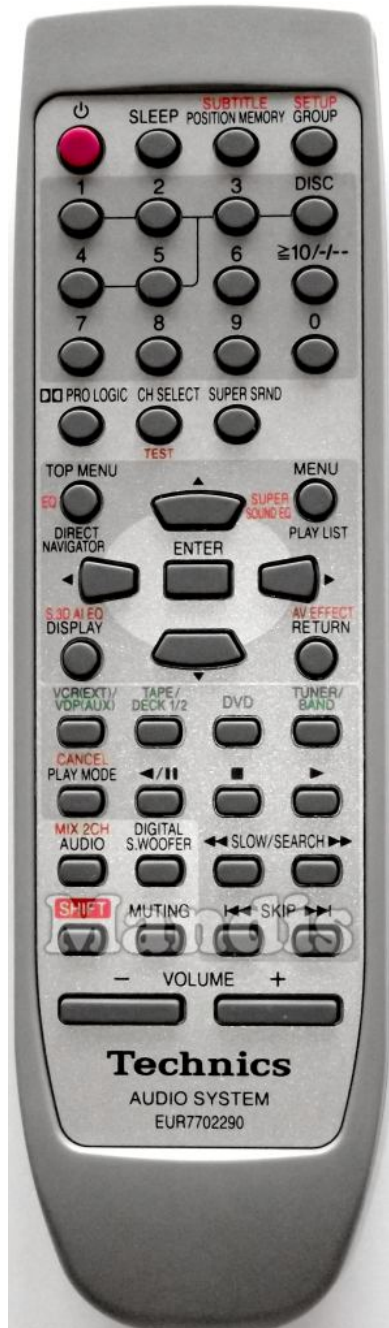 ⏻ SLEEP SUBTITLE POSITION MEMORY SETUP GROUP
1 2 3 DISC
4 5 6 ≧10/-/--
7 8 9 0
PRO LOGIC CH SELECT SUPER SRND
TEST
TOP MENU MENU
EQ SUPER SOUND EQ
DIRECT NAVIGATOR ENTER PLAY LIST
S.3D AI EQ AV EFFECT
DISPLAY RETURN
VCR(EXT)/ TAPE/ DVD TUNER/
VDP(AUX) DECK 1/2 BAND
CANCEL
PLAY MODE ◄/II ■ ►
MIX 2CH DIGITAL
AUDIO S.WOOFER ◄◄ SLOW/SEARCH ►►
SHIFT MUTING I◄◄ SKIP ►►I
Mandis
− VOLUME +
Technics
AUDIO SYSTEM
EUR7702290